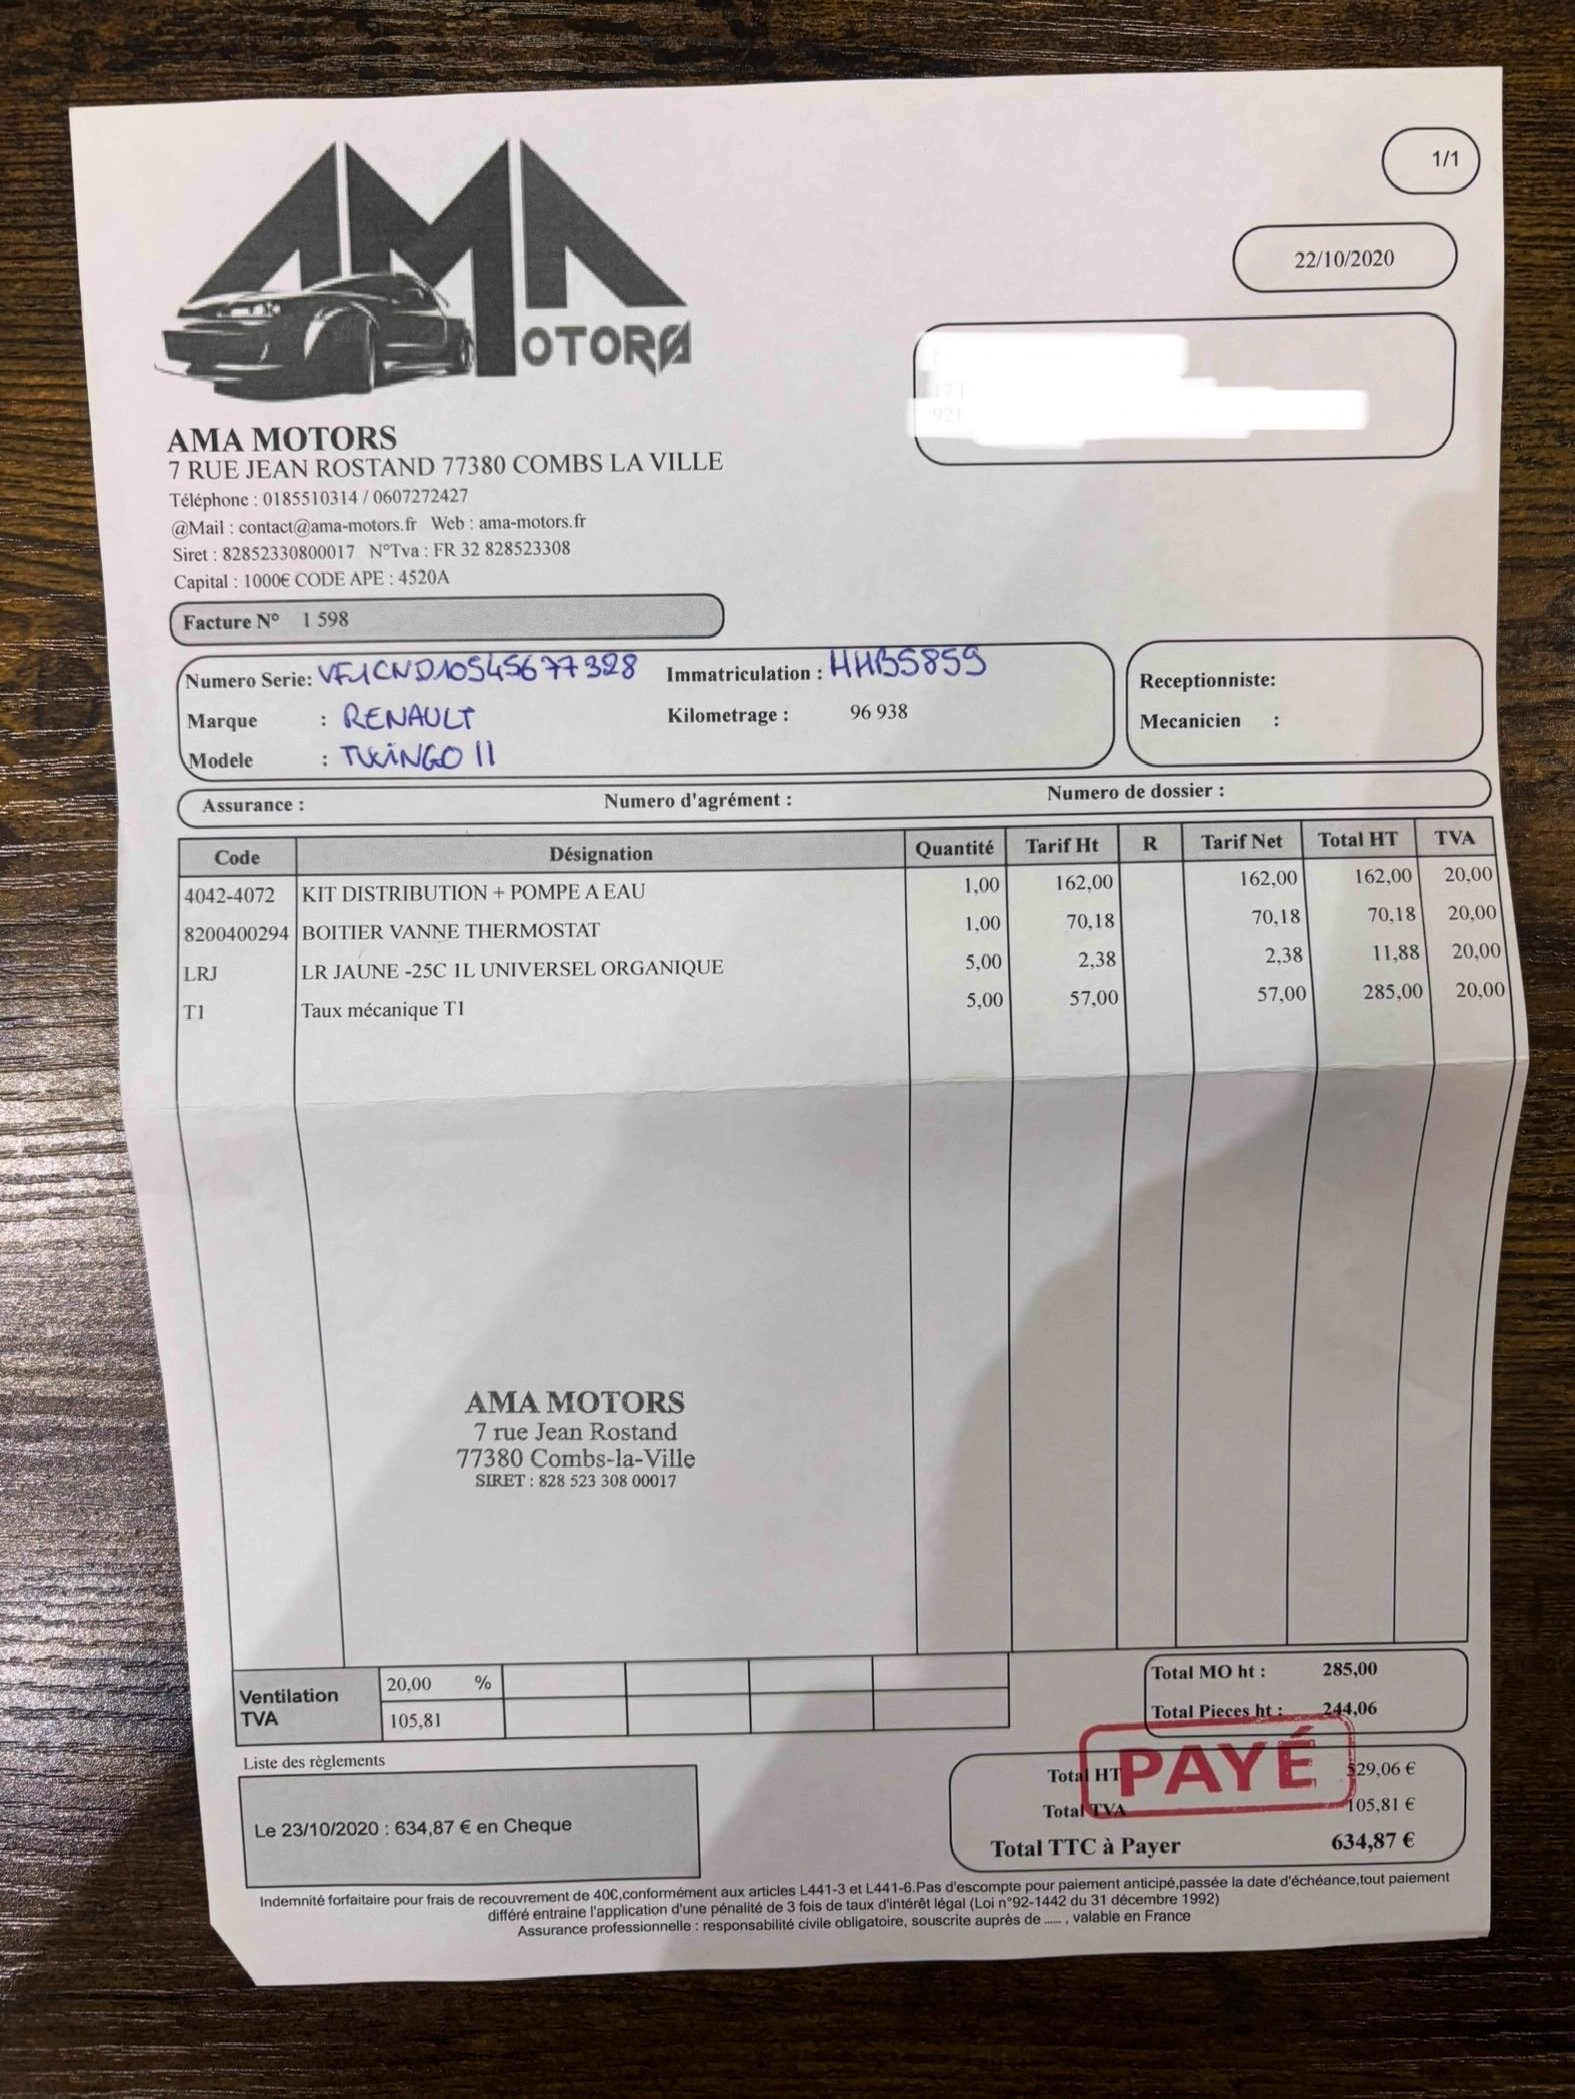 1/1
22/10/2020
AMA MOTORS
17
921
AMA MOTORS
7 RUE JEAN ROSTAND 77380 COMBS LA VILLE
Téléphone : 0185510314 / 0607272427
@Mail : contact@ama-motors.fr Web : ama-motors.fr
Siret : 82852330800017 N°Tva : FR 32 828523308
Capital : 1000€ CODE APE : 4520A
Facture N° 1 598
Numero Serie: VF1CND10545677328 Immatriculation : HHB5859
Marque : RENAULT Kilometrage : 96 938
Modele : TWINGO II
Receptionniste:
Mecanicien :
Assurance : Numero d'agrément : Numero de dossier :
Code Désignation Quantité Tarif Ht R Tarif Net Total HT TVA
4042-4072 KIT DISTRIBUTION + POMPE A EAU 1,00 162,00 162,00 162,00 20,00
8200400294 BOITIER VANNE THERMOSTAT 1,00 70,18 70,18 70,18 20,00
LRJ LR JAUNE -25C 1L UNIVERSEL ORGANIQUE 5,00 2,38 2,38 11,88 20,00
T1 Taux mécanique T1 5,00 57,00 57,00 285,00 20,00
AMA MOTORS
7 rue Jean Rostand
77380 Combs-la-Ville
SIRET : 828 523 308 00017
Ventilation TVA
20,00 %
105,81
Total MO ht : 285,00
Total Pieces ht : 244,06
PAYÉ
Total HT 529,06 €
Total TVA 105,81 €
Total TTC à Payer 634,87 €
Liste des règlements
Le 23/10/2020 : 634,87 € en Cheque
Indemnité forfaitaire pour frais de recouvrement de 40€,conformément aux articles L441-3 et L441-6.Pas d'escompte pour paiement anticipé,passée la date d'échéance,tout paiement
différé entraine l'application d'une pénalité de 3 fois de taux d'intérêt légal (Loi n°92-1442 du 31 décembre 1992)
Assurance professionnelle : responsabilité civile obligatoire, souscrite auprès de ...... , valable en France